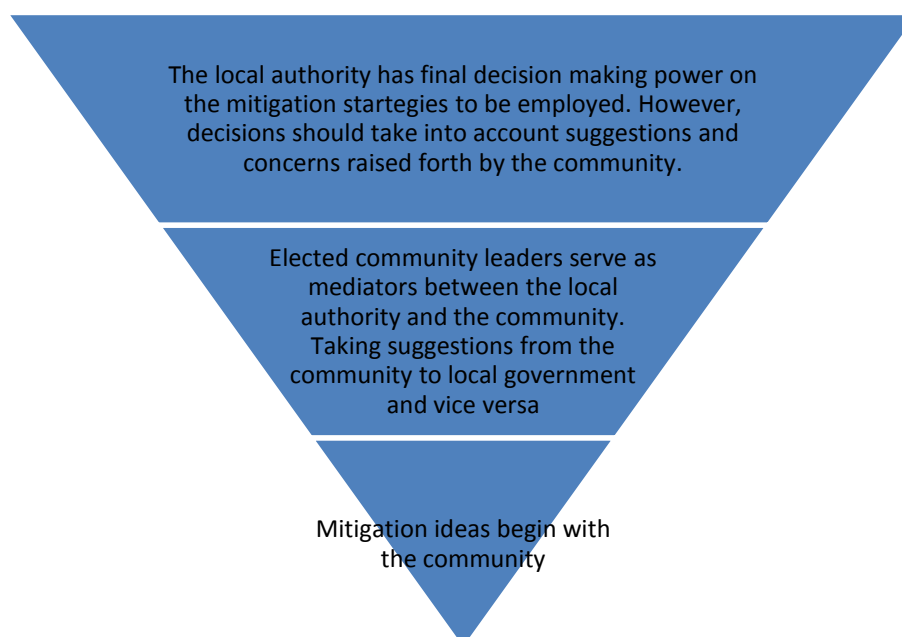 The local authority has final decision making power on
the mitigation startegies to be employed. However,
decisions should take into account suggestions and
concerns raised forth by the community.
Elected community leaders serve as
mediators between the local
authority and the community.
Taking suggestions from the
community to local government
and vice versa
Mitigation ideas begin with
the community